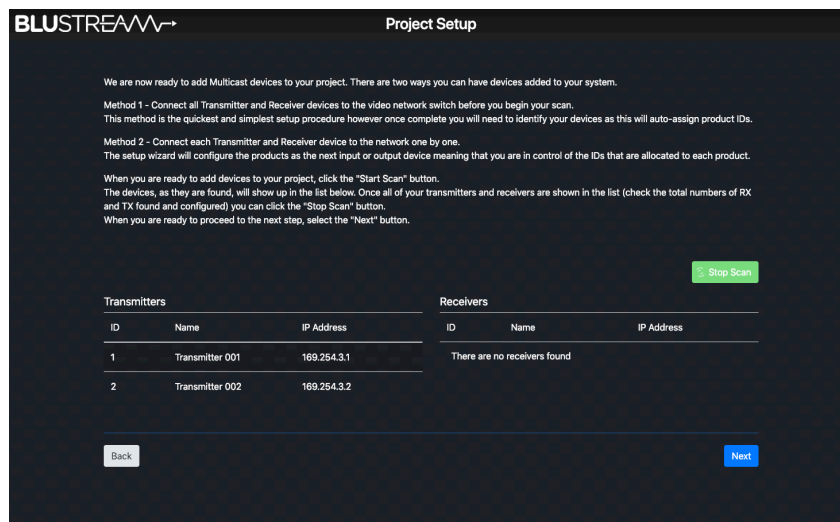 BLUSTREAM
Project Setup
We are now ready to add Multicast devices to your project. There are two ways you can have devices added to your system.
Method 1 - Connect all Transmitter and Receiver devices to the video network switch before you begin your scan.
This method is the quickest and simplest setup procedure however once complete you will need to identify your devices as this will auto-assign product IDs.
Method 2 - Connect each Transmitter and Receiver device to the network one by one.
The setup wizard will configure the products as the next input or output device meaning that you are in control of the IDs that are allocated to each product.
When you are ready to add devices to your project, click the "Start Scan" button.
The devices, as they are found, will show up in the list below. Once all of your transmitters and receivers are shown in the list (check the total numbers of RX
and TX found and configured) you can click the "Stop Scan" button.
When you are ready to proceed to the next step, select the "Next" button.
Stop Scan
Transmitters
ID Name IP Address
1 Transmitter 001 169.254.3.1
2 Transmitter 002 169.254.3.2
Receivers
ID Name IP Address
There are no receivers found
Back
Next